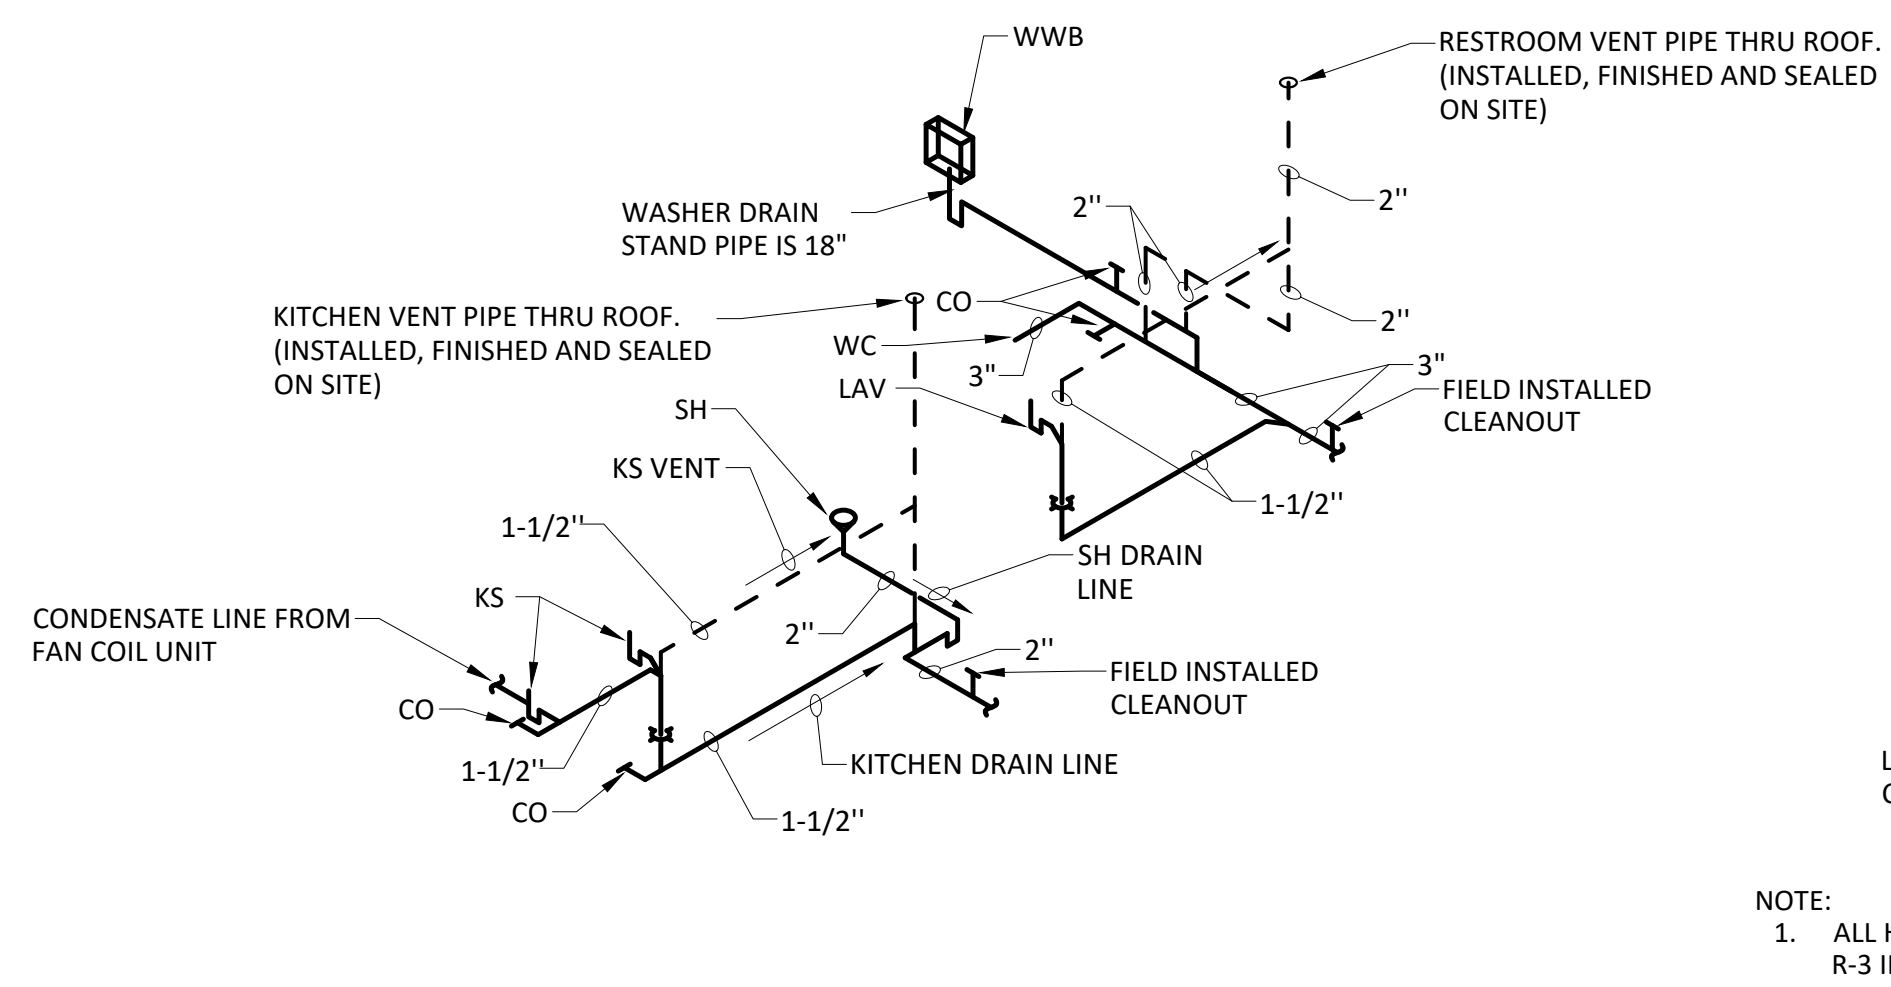 WWB
RESTROOM VENT PIPE THRU ROOF.
(INSTALLED, FINISHED AND SEALED
ON SITE)
WASHER DRAIN
STAND PIPE IS 18"
2''
2''
KITCHEN VENT PIPE THRU ROOF.
(INSTALLED, FINISHED AND SEALED
ON SITE)
CO
2''
WC
3"
3"
LAV
FIELD INSTALLED
CLEANOUT
SH
KS VENT
1-1/2''
1-1/2''
SH DRAIN
LINE
KS
CONDENSATE LINE FROM
FAN COIL UNIT
2''
2''
FIELD INSTALLED
CLEANOUT
CO
1-1/2''
KITCHEN DRAIN LINE
CO
1-1/2''
L
NOTE:
1. ALL
R-3